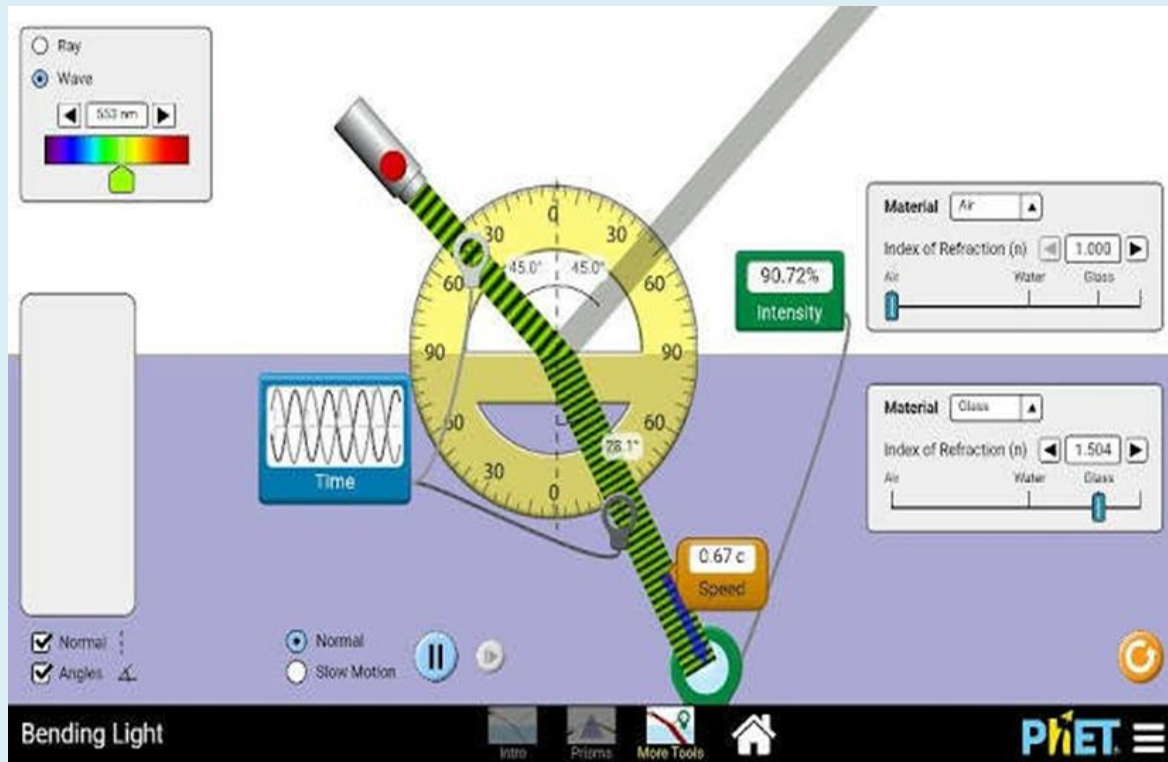 Ray
Wave
553 nm
0
30
30
45.0°
45.0°
60
60
90
90
60
60
28.1°
30
0
Time
90.72%
Intensity
Material Air
Index of Refraction (n) 1.000
Air Water Glass
Material Glass
Index of Refraction (n) 1.504
Air Water Glass
0.67 c
Speed
Normal
Angles
Normal
Slow Motion
Bending Light
Intro
Prisms
More Tools
PhET